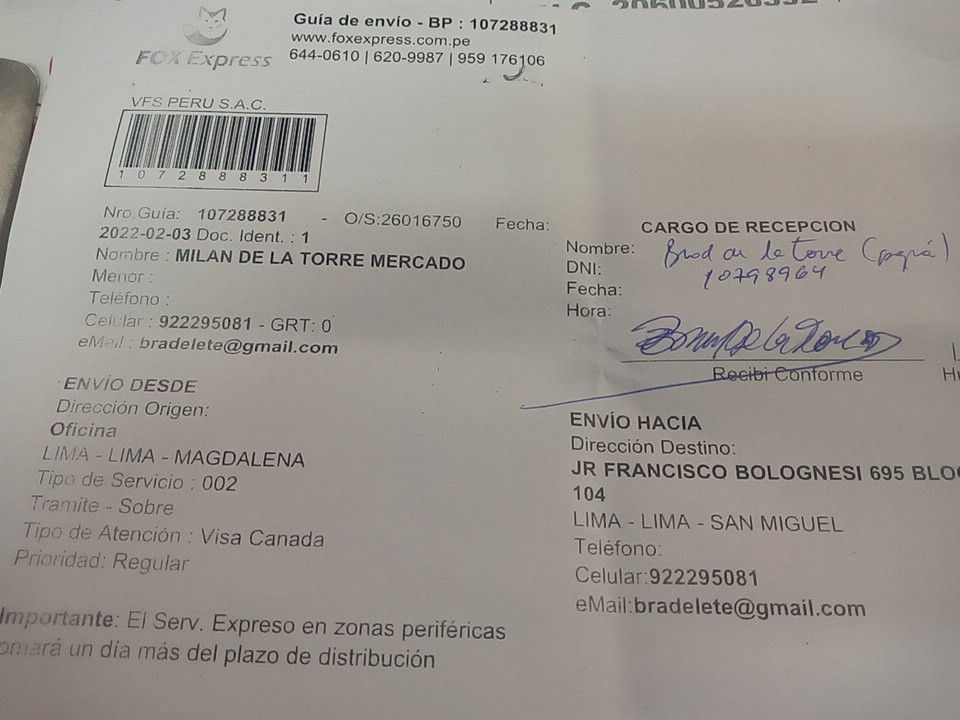 Guía de envío - BP : 107288831
www.foxexpress.com.pe
644-0610 | 620-9987 | 959 176106
FOX Express
VFS PERU S.A.C.
1 0 7 2 8 8 8 3 1 1
Nro.Guía: 107288831 - O/S:26016750 Fecha:
2022-02-03 Doc. Ident. : 1
Nombre : MILAN DE LA TORRE MERCADO
Menor :
Teléfono :
Celular : 922295081 - GRT: 0
eMail : bradelete@gmail.com
ENVÍO DESDE
Dirección Origen:
Oficina
LIMA - LIMA - MAGDALENA
Tipo de Servicio : 002
Tramite - Sobre
Tipo de Atención : Visa Canada
Prioridad: Regular
CARGO DE RECEPCION
Nombre: de la Torre (papá)
DNI: 10798964
Fecha:
Hora:
Recibi Conforme
ENVÍO HACIA
Dirección Destino:
JR FRANCISCO BOLOGNESI 695 BLO
104
LIMA - LIMA - SAN MIGUEL
Teléfono:
Celular:922295081
eMail:bradelete@gmail.com
Importante: El Serv. Expreso en zonas periféricas
omará un día más del plazo de distribución